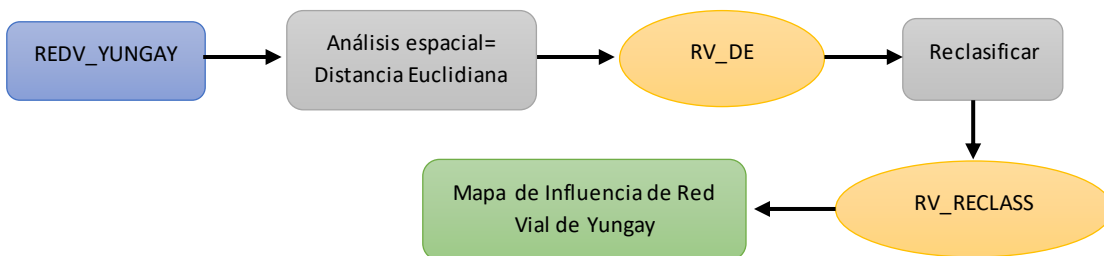 REDV_YUNGAY
Análisis espacial=
Distancia Euclidiana
RV_DE
Reclasificar
Mapa de Influencia de Red
Vial de Yungay
RV_RECLASS